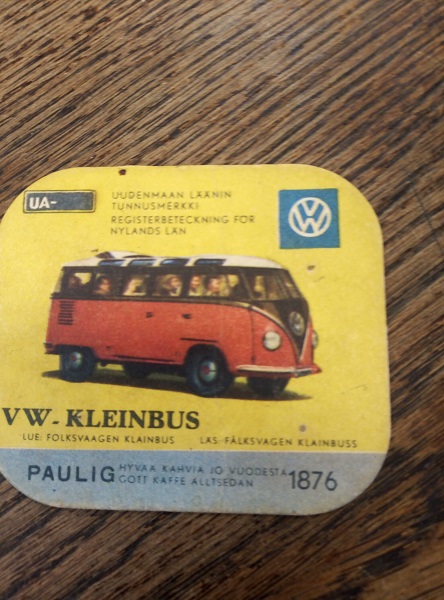 UA-
UUDENMAAN LÄÄNIN
TUNNUSMERKKI
REGISTERBETECKNING FÖR
NYLANDS LÄN
VW
VW-KLEINBUS
LUE: FOLKSVAAGEN KLAINBUS LÄS: FÅLKSVAGEN KLAINBUSS
PAULIG HYVÄÄ KAHVIA JO VUODESTA 1876
GOTT KAFFE ALLTSEDAN